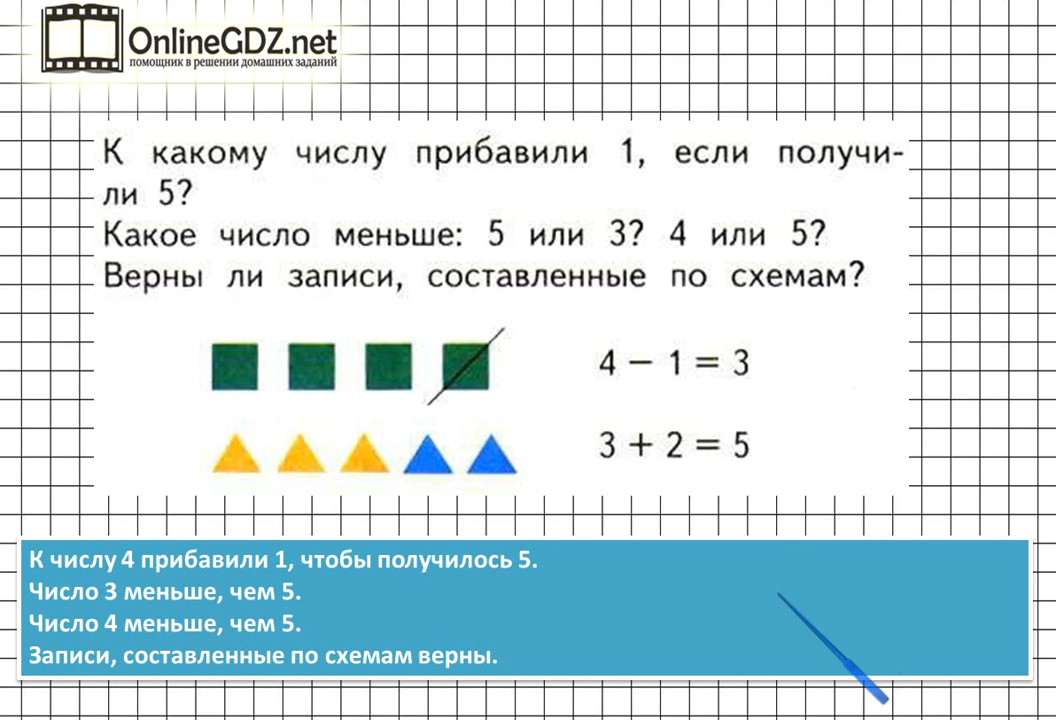 OnlineGDZ.net
помощник в решении домашних заданий
К какому числу прибавили 1, если получи-
ли 5?
Какое число меньше: 5 или 3? 4 или 5?
Верны ли записи, составленные по схемам?
4 − 1 = 3
3 + 2 = 5
К числу 4 прибавили 1, чтобы получилось 5.
Число 3 меньше, чем 5.
Число 4 меньше, чем 5.
Записи, составленные по схемам верны.